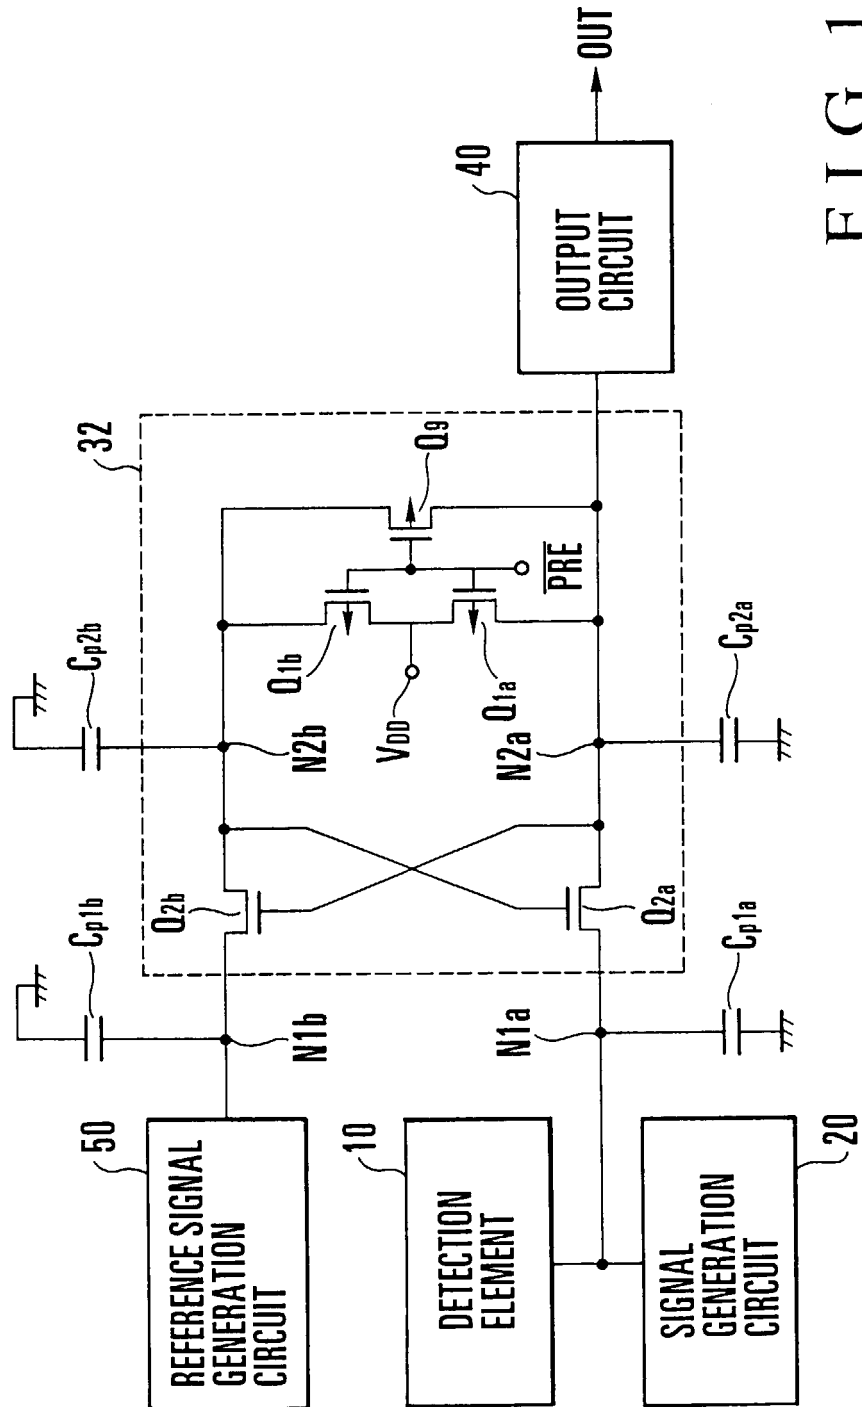 50
REFERENCE SIGNAL
GENERATION
CIRCUIT
10
DETECTION
ELEMENT
SIGNAL
GENERATION
CIRCUIT
20
N1b
Cp1b
N1a
Cp1a
32
Q2b
Q2a
N2b
Cp2b
N2a
Cp2a
Q1b
VDD
Q1a
Q9
PRE
40
OUTPUT
CIRCUIT
OUT
FIG. 1